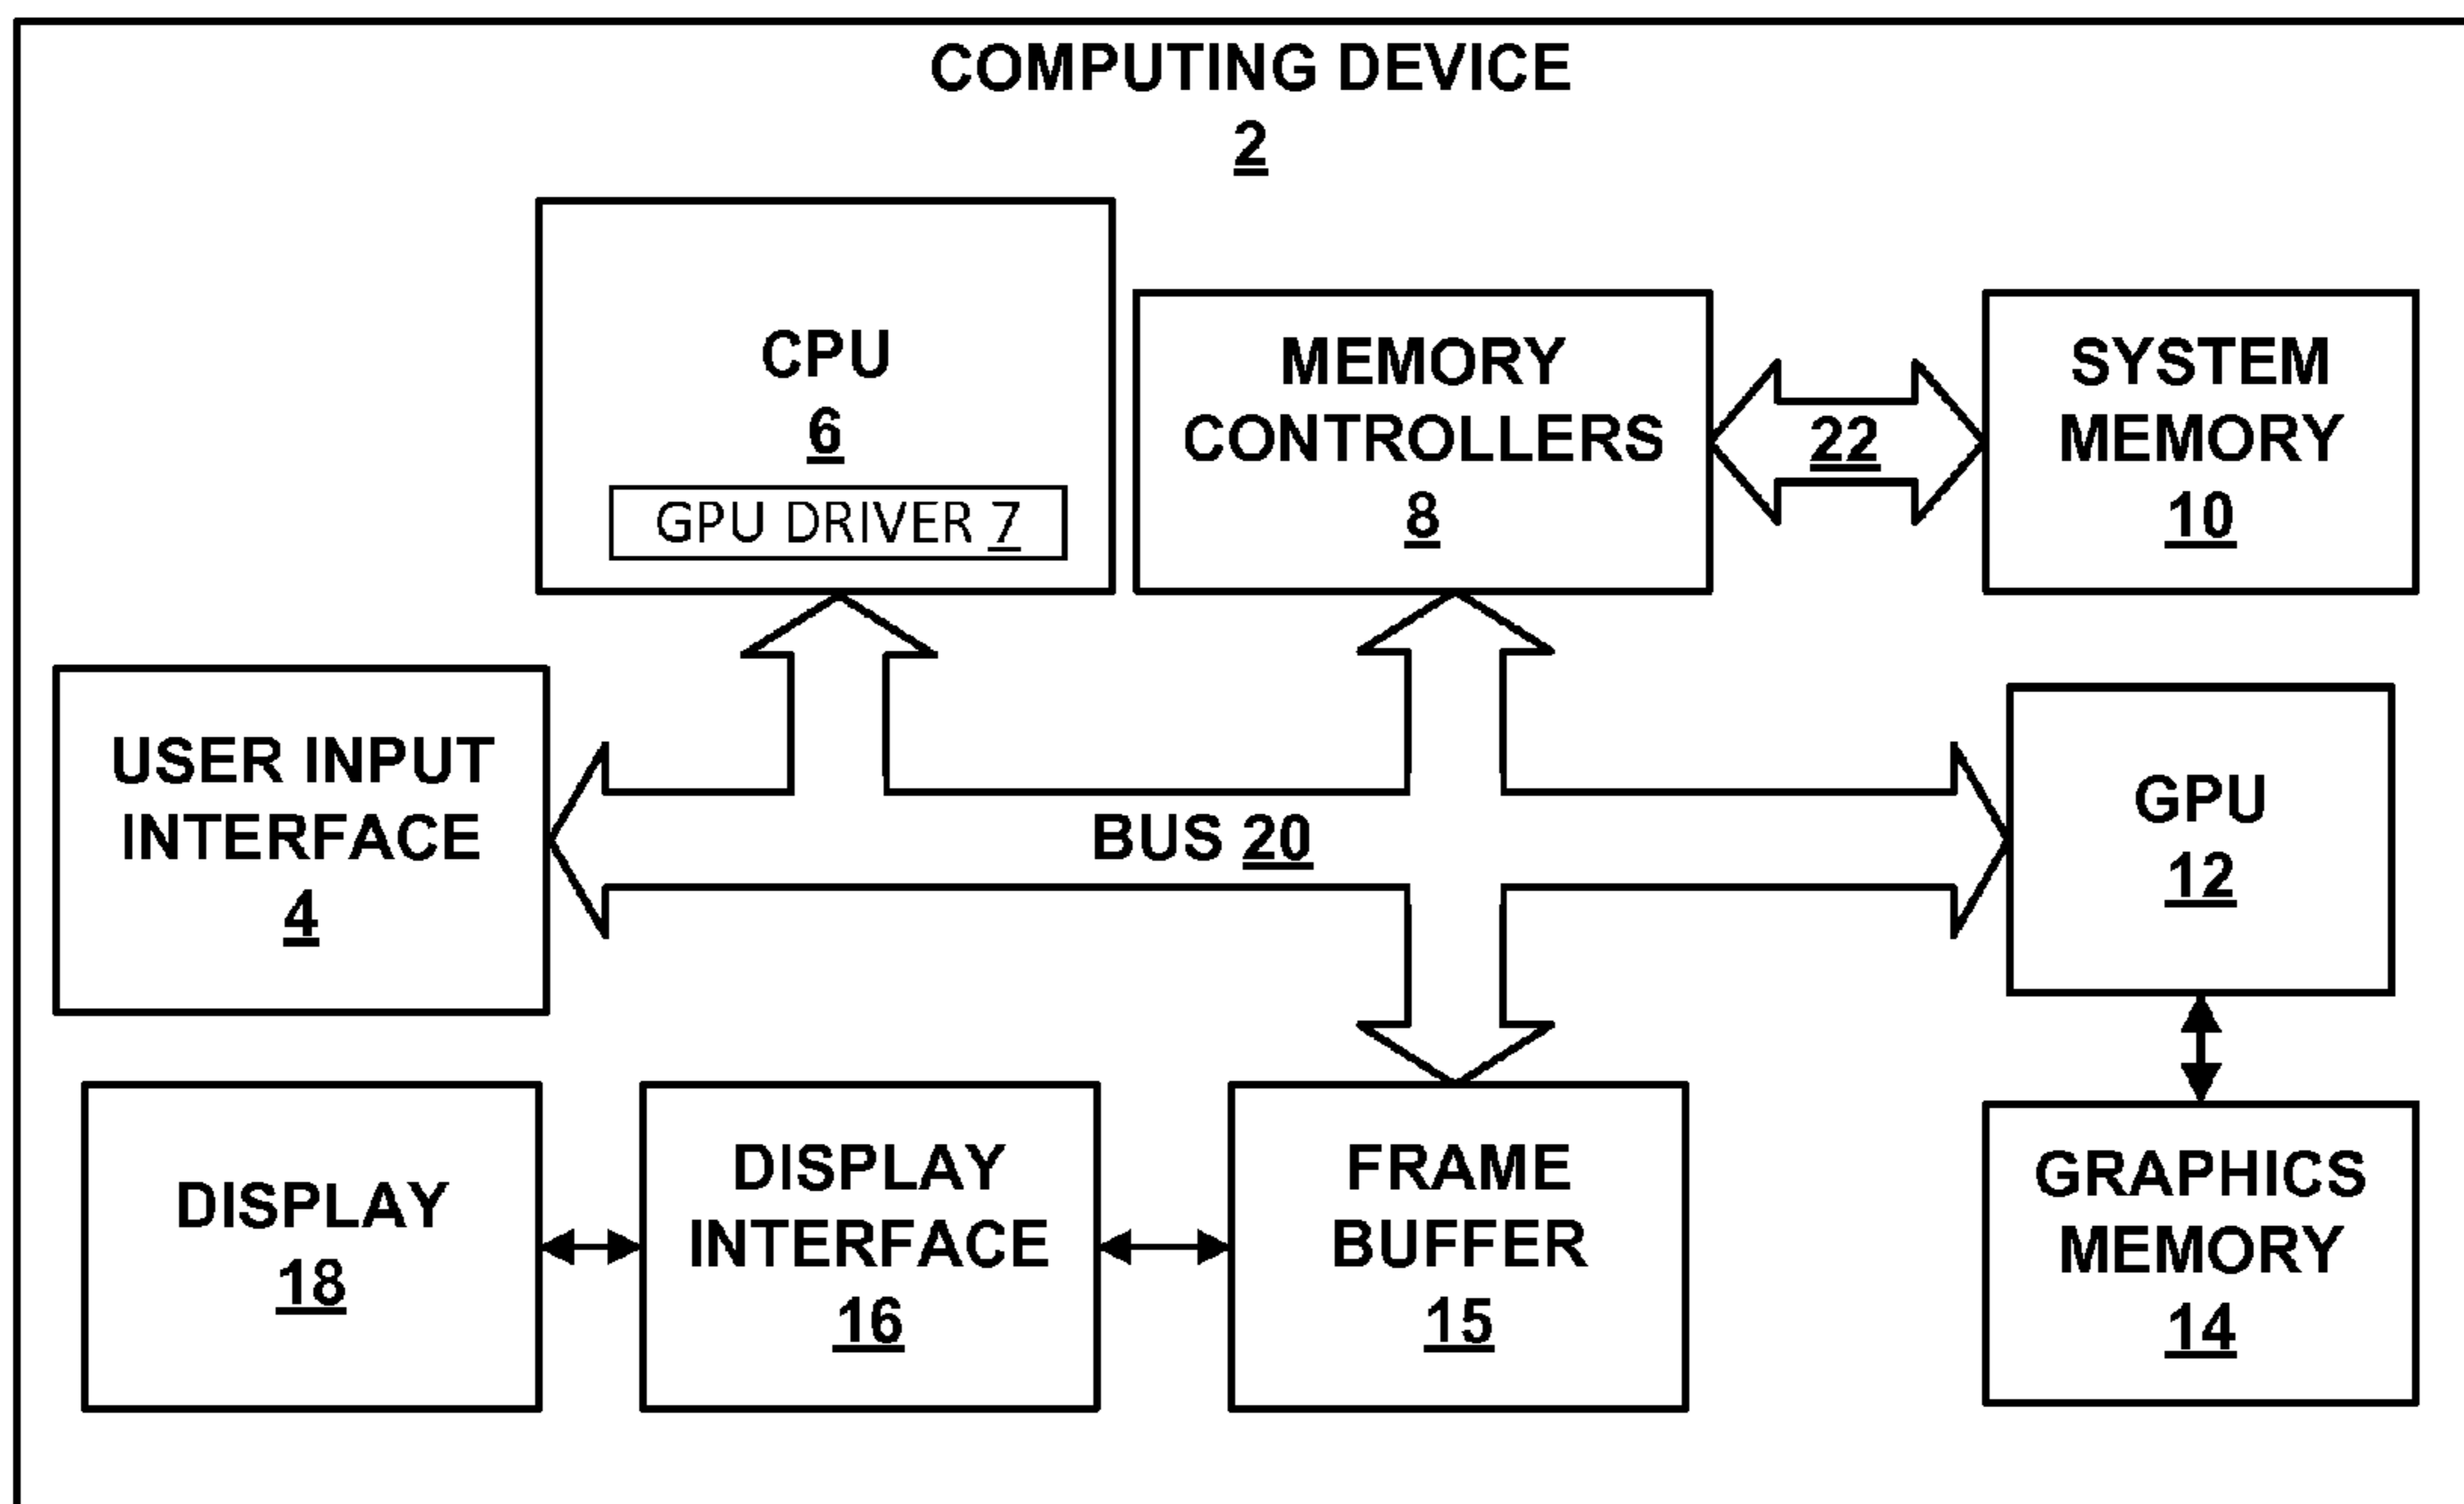 COMPUTING DEVICE
2
CPU
6
GPU DRIVER 7
MEMORY
CONTROLLERS
8
22
SYSTEM
MEMORY
10
USER INPUT
INTERFACE
4
BUS 20
GPU
12
DISPLAY
18
DISPLAY
INTERFACE
16
FRAME
BUFFER
15
GRAPHICS
MEMORY
14